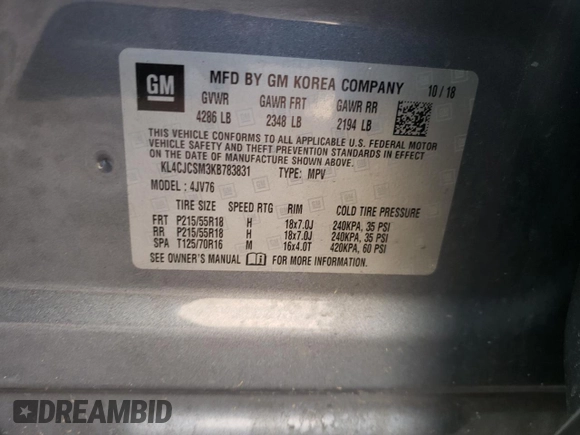 GM MFD BY GM KOREA COMPANY 10/18
GVWR GAWR FRT GAWR RR
4286 LB 2348 LB 2194 LB
THIS VEHICLE CONFORMS TO ALL APPLICABLE U.S. FEDERAL MOTOR
VEHICLE SAFETY AND THEFT PREVENTION STANDARDS IN EFFECT ON
THE DATE OF MANUFACTURE SHOWN ABOVE.
KL4CJCSM3KB783831 TYPE: MPV
MODEL: 4JV76
TIRE SIZE SPEED RTG RIM COLD TIRE PRESSURE
FRT P215/55R18 H 18x7.0J 240KPA, 35 PSI
RR P215/55R18 H 18x7.0J 240KPA, 35 PSI
SPA T125/70R16 M 16x4.0T 420KPA, 60 PSI
SEE OWNER'S MANUAL FOR MORE INFORMATION.
DREAMBID